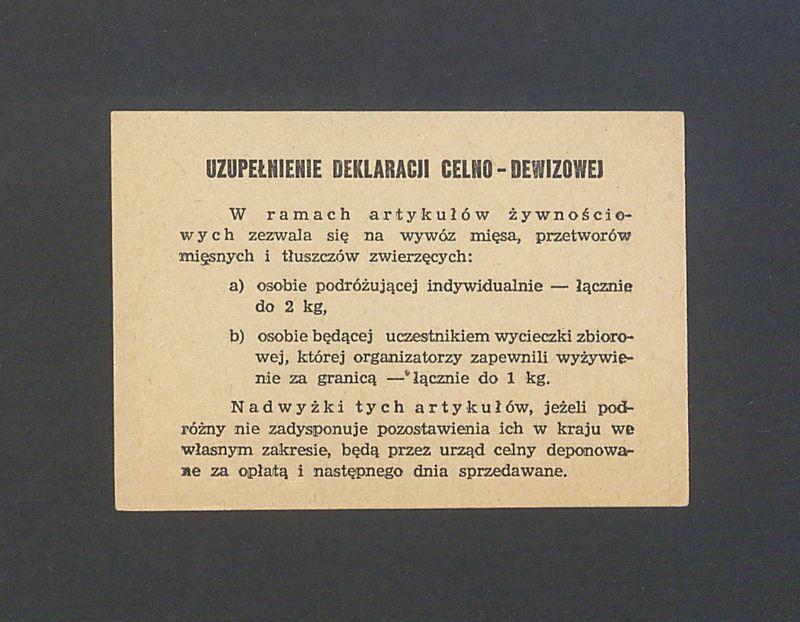 UZUPEŁNIENIE DEKLARACJI CELNO - DEWIZOWEJ
W ramach artykułów żywnościo-
wych zezwala się na wywóz mięsa, przetworów
mięsnych i tłuszczów zwierzęcych:
a) osobie podróżującej indywidualnie — łącznie
do 2 kg,
b) osobie będącej uczestnikiem wycieczki zbioro-
wej, której organizatorzy zapewnili wyżywie-
nie za granicą — łącznie do 1 kg.
Nadwyżki tych artykułów, jeżeli pod-
różny nie zadysponuje pozostawienia ich w kraju we
własnym zakresie, będą przez urząd celny deponowa-
ne za opłatą i następnego dnia sprzedawane.